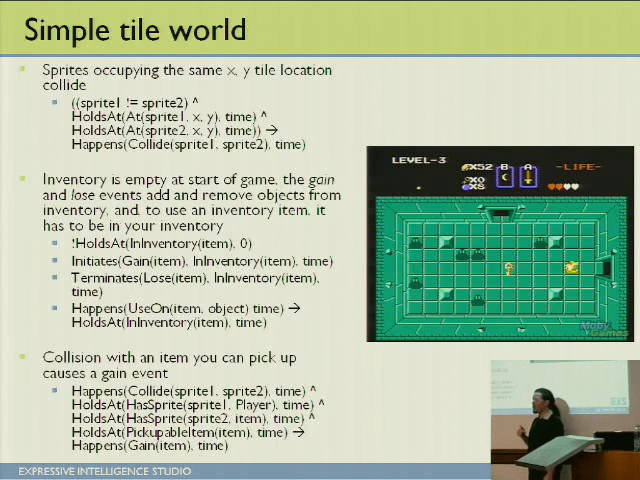 Simple tile world
Sprites occupying the same x, y tile location
collide
((sprite1 != sprite2) ^
HoldsAt(At(sprite1, x, y), time) ^
HoldsAt(At(sprite2, x, y), time)) →
Happens(Collide(sprite1, sprite2), time)
Inventory is empty at start of game, the gain
and lose events add and remove objects from
inventory, and, to use an inventory item, it
has to be in your inventory
!HoldsAt(InInventory(item), 0)
Initiates(Gain(item), InInventory(item), time)
Terminates(Lose(item), InInventory(item),
time)
Happens(UseOn(item, object) time) →
HoldsAt(InInventory(item), time)
Collision with an item you can pick up
causes a gain event
Happens(Collide(sprite1, sprite2), time) ^
HoldsAt(HasSprite(sprite1, Player), time) ^
HoldsAt(HasSprite(sprite2, item), time) ^
HoldsAt(PickupableItem(item), time) →
Happens(Gain(item), time)
LEVEL-3
X52
X0
X8
B
A
-LIFE-
Moby
Games
EIS
EXPRESSIVE INTELLIGENCE STUDIO